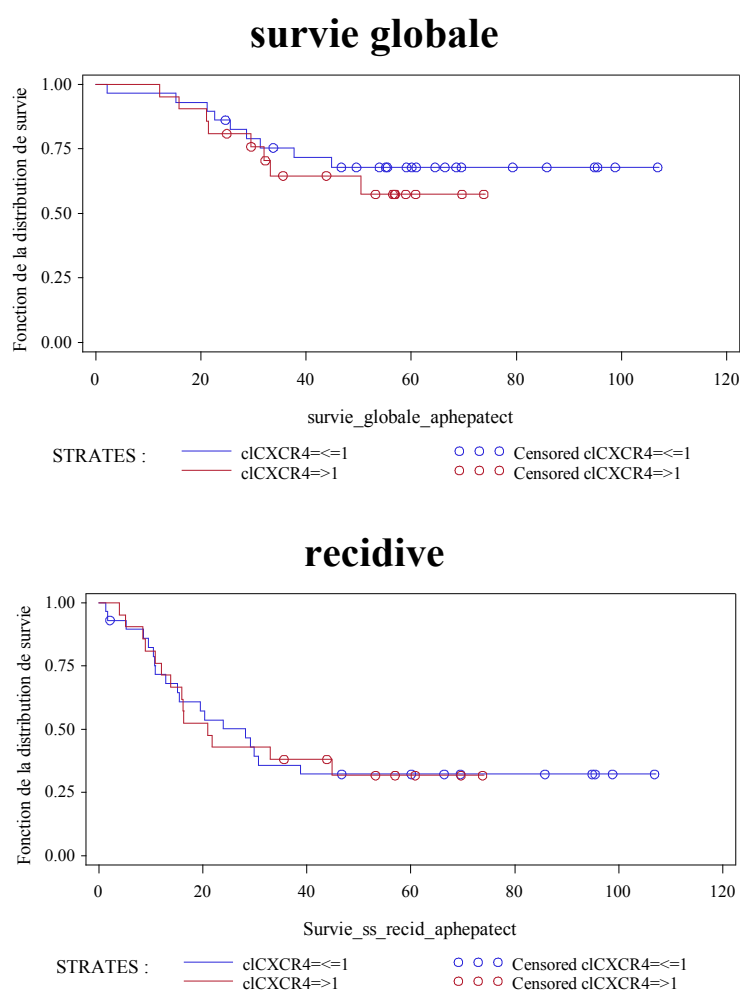 survie globale
Fonction de la distribution de survie
1.00
0.75
0.50
0.25
0.00
0 20 40 60 80 100 120
survie_globale_aphepatect
STRATES : clCXCR4=<=1 Censored clCXCR4=<=1
clCXCR4=>1 Censored clCXCR4=>1
recidive
Fonction de la distribution de survie
1.00
0.75
0.50
0.25
0.00
0 20 40 60 80 100 120
Survie_ss_recid_aphepatect
STRATES : clCXCR4=<=1 Censored clCXCR4=<=1
clCXCR4=>1 Censored clCXCR4=>1